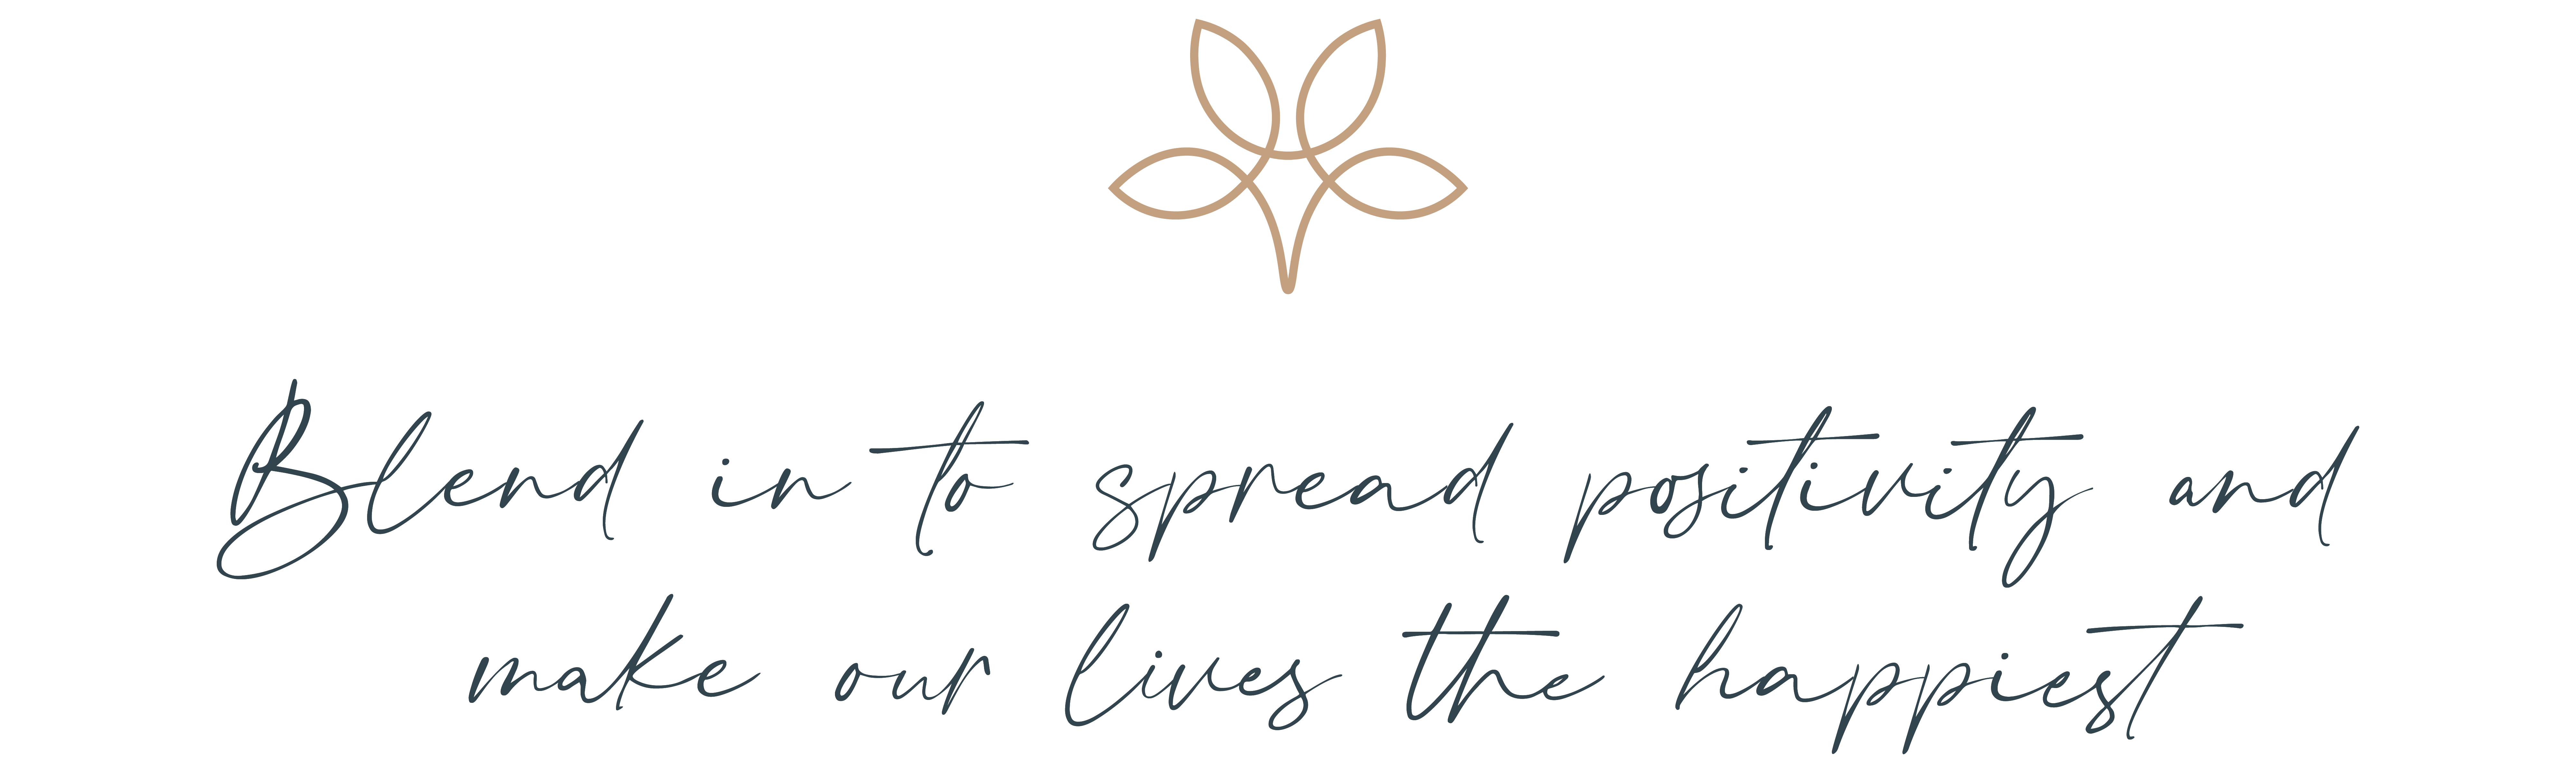 Blend in to spread positivity and
make our lives the happiest